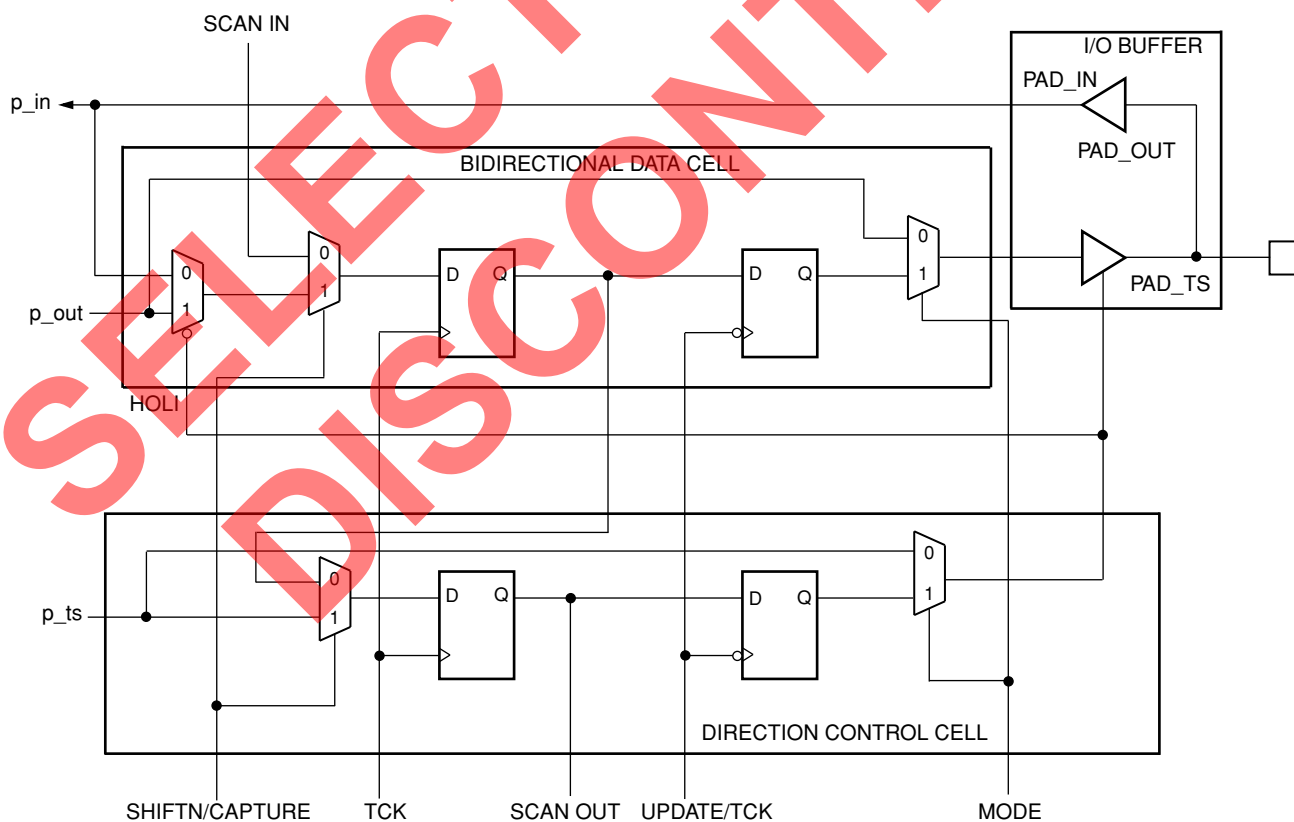 SCAN IN
I/O BUFFER
PAD_IN
p_in
PAD_OUT
BIDIRECTIONAL DATA CELL
0
0
0
1
D Q
D Q
1
1
PAD_TS
p_out
HOLI
0
0
D Q
D Q
1
1
p_ts
DIRECTION CONTROL CELL
SHIFTN/CAPTURE
TCK
SCAN OUT
UPDATE/TCK
MODE
SELECT
DISCONT